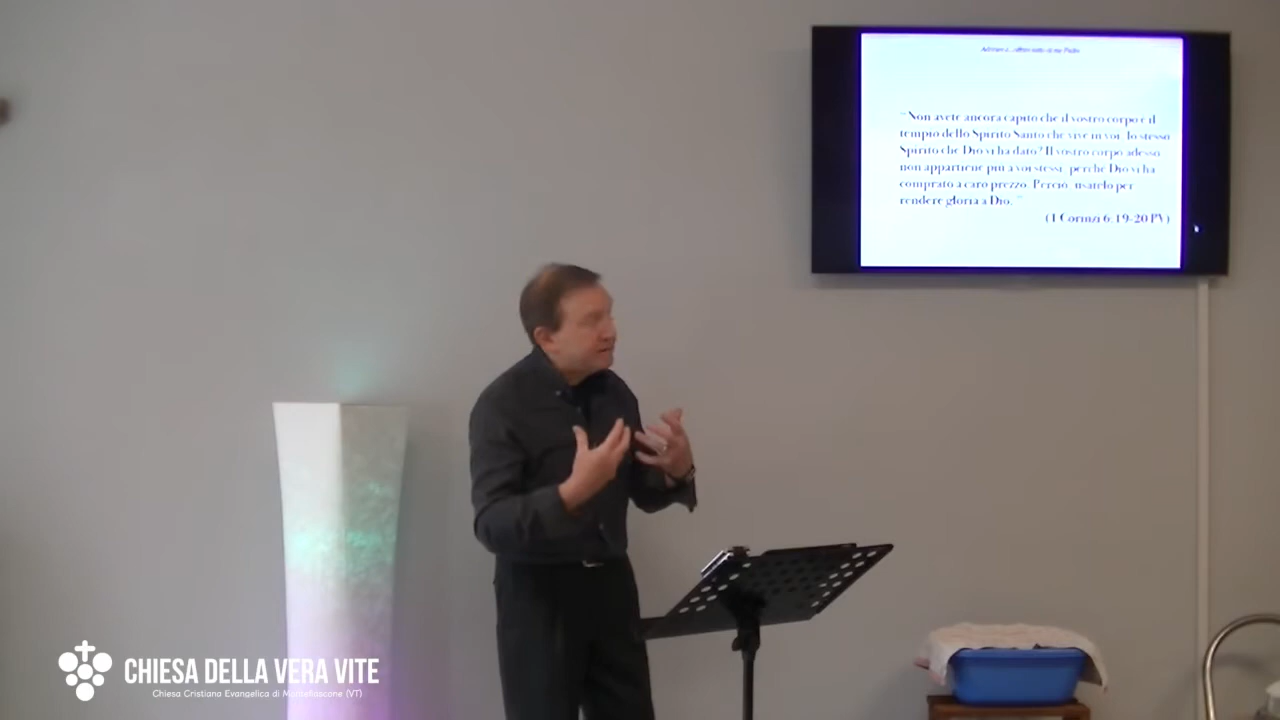 "Non avete ancora capito che il vostro corpo è il
tempio dello Spirito Santo che vive in voi, lo stesso
Spirito che Dio vi ha dato? Il vostro corpo adesso
non appartiene più a voi stessi, perché Dio vi ha
comprato a caro prezzo. Perciò, usatelo per
rendere gloria a Dio."
(1 Corinzi 6:19-20 PV)
CHIESA DELLA VERA VITE
Chiesa Cristiana Evangelica di Montefiascone (VT)